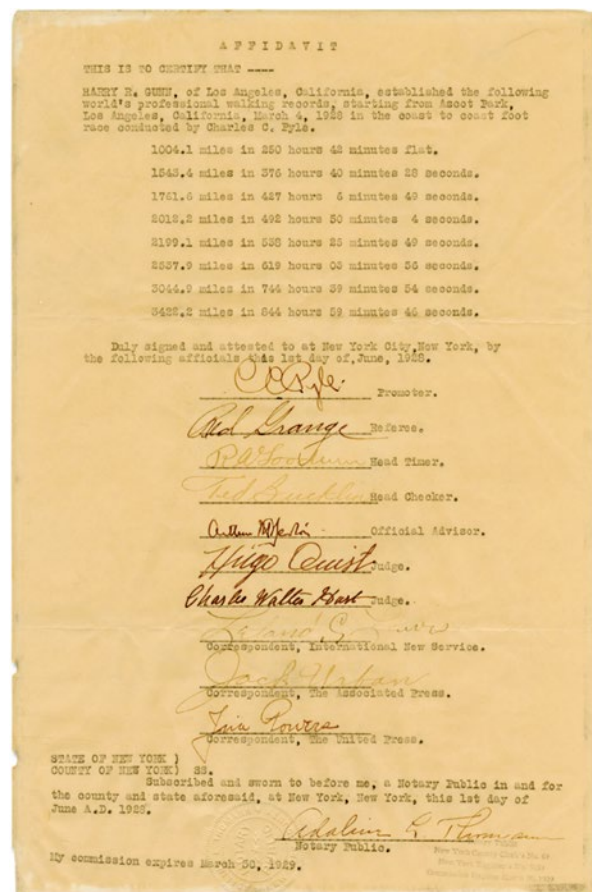 AFFIDAVIT
THIS IS TO CERTIFY THAT ----
HARRY R. GUNN, of Los Angeles, California, established the following
world's professional walking records, starting from Ascot Park,
Los Angeles, California, March 4, 1928 in the coast to coast foot
race conducted by Charles C. Pyle.
1004.1 miles in 250 hours 42 minutes flat.
1543.4 miles in 376 hours 40 minutes 28 seconds.
1761.6 miles in 427 hours 6 minutes 49 seconds.
2012.2 miles in 492 hours 50 minutes 4 seconds.
2199.1 miles in 538 hours 25 minutes 49 seconds.
2537.9 miles in 619 hours 03 minutes 56 seconds.
3044.9 miles in 744 hours 39 minutes 54 seconds.
3422.2 miles in 844 hours 59 minutes 46 seconds.
Duly signed and attested to at New York City,New York, by
the following afficials this 1st day of,June, 1928.
C C Pyle. Promoter.
Red Grange Referee.
Head Timer.
Ted Head Checker.
Official Advisor.
Hugo Quist Judge.
Charles Walter Hart Judge.
Correspondent, International New Service.
Jack Urban
Correspondent, The Associated Press.
Powers
Correspondent, The United Press.
STATE OF NEW YORK )
COUNTY OF NEW YORK) SS.
Subscribed and sworn to before me, a Notary Public in and for
the county and state aforesaid, at New York, New York, this 1st day of
June A.D. 1928.
Notary Public.
My commission expires March 30, 1929.